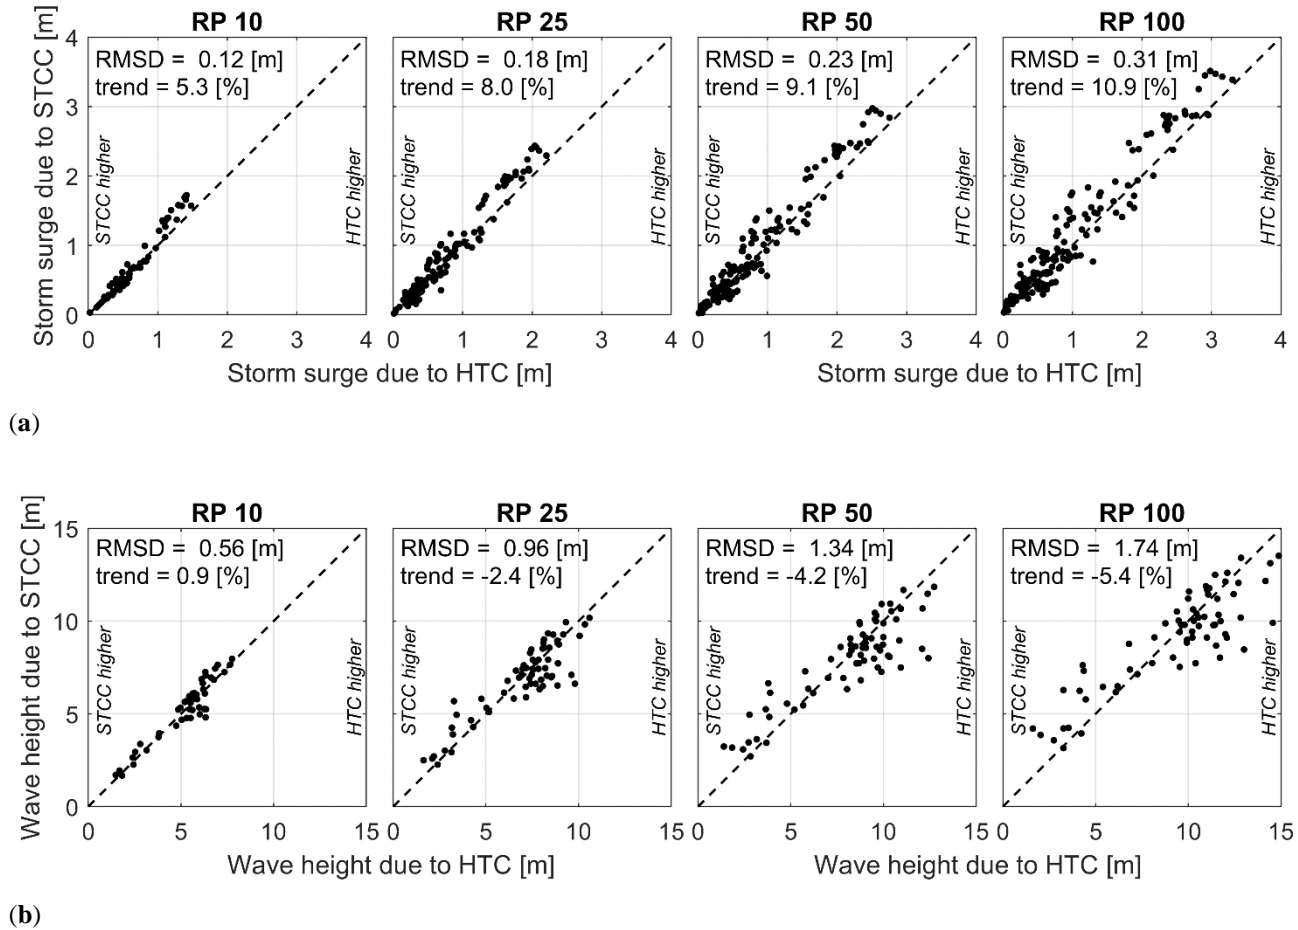 RP 10
RP 25
RP 50
RP 100
Storm surge due to STCC [m]
4
3
2
1
0
RMSD = 0.12 [m]
trend = 5.3 [%]
STCC higher
HTC higher
RMSD = 0.18 [m]
trend = 8.0 [%]
STCC higher
HTC higher
RMSD = 0.23 [m]
trend = 9.1 [%]
STCC higher
HTC higher
RMSD = 0.31 [m]
trend = 10.9 [%]
STCC higher
HTC higher
0 1 2 3 4
0 1 2 3 4
0 1 2 3 4
0 1 2 3 4
Storm surge due to HTC [m]
Storm surge due to HTC [m]
(a)
RP 10
RP 25
RP 50
RP 100
Wave height due to STCC [m]
15
10
5
0
RMSD = 0.56 [m]
trend = 0.9 [%]
STCC higher
HTC higher
RMSD = 0.96 [m]
trend = -2.4 [%]
STCC higher
HTC higher
RMSD = 1.34 [m]
trend = -4.2 [%]
STCC higher
HTC higher
RMSD = 1.74 [m]
trend = -5.4 [%]
STCC higher
HTC higher
0 5 10 15
0 5 10 15
0 5 10 15
0 5 10 15
Wave height due to HTC [m]
Wave height due to HTC [m]
(b)